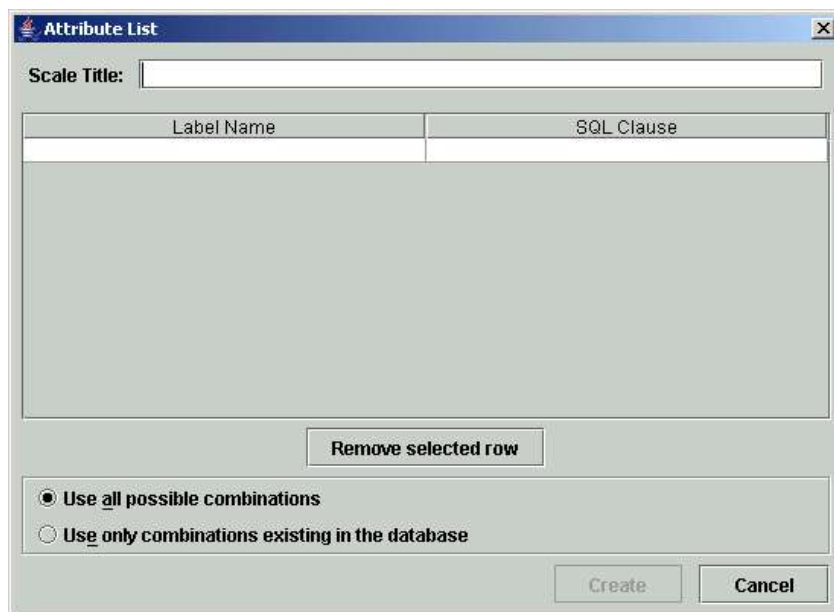 Attribute List
Scale Title:
Label Name SQL Clause
Remove selected row
Use all possible combinations
Use only combinations existing in the database
Create Cancel